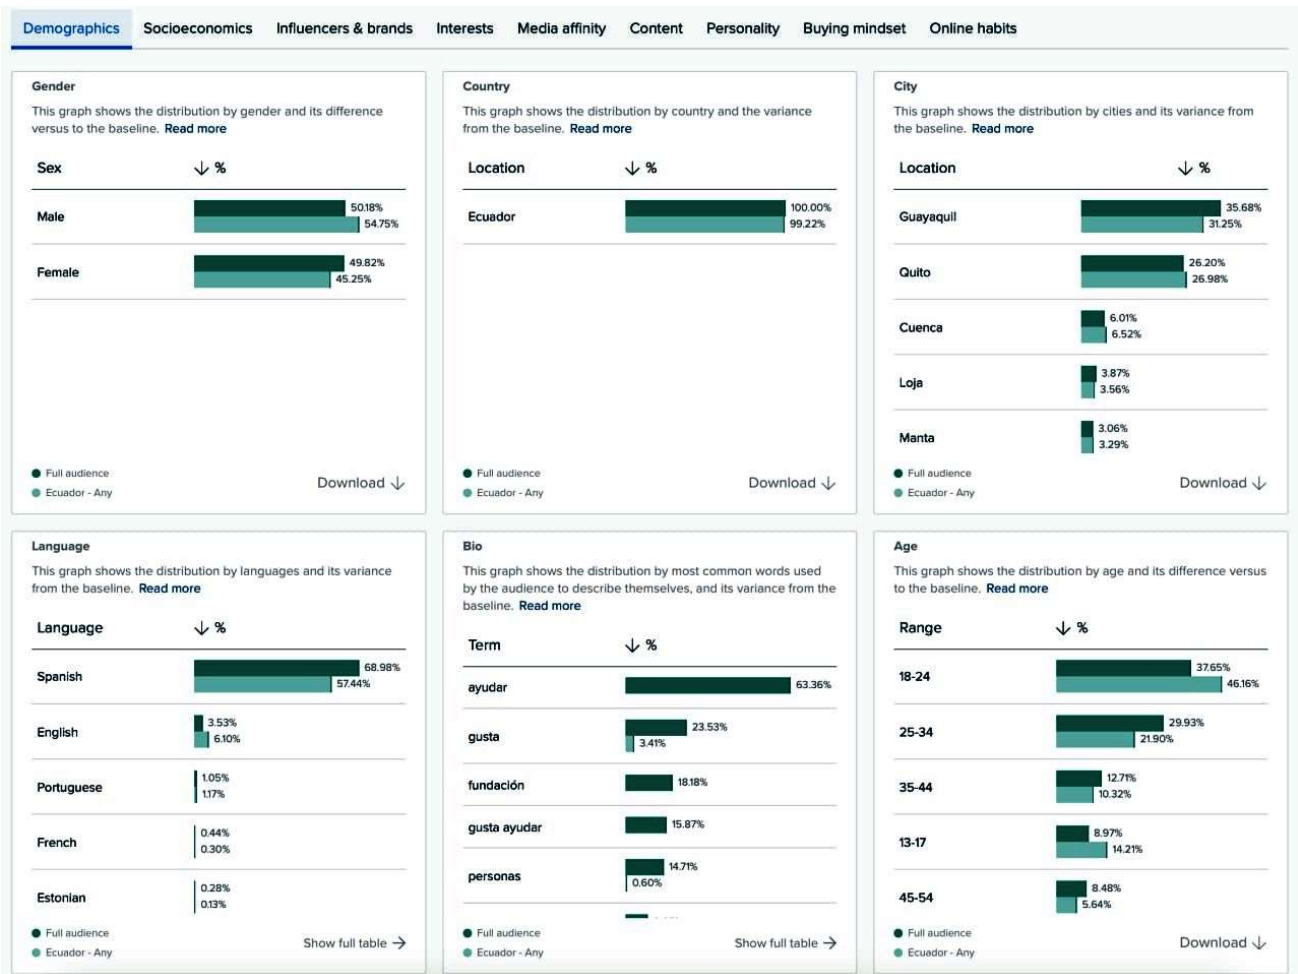 Demographics Socioeconomics Influencers & brands Interests Media affinity Content Personality Buying mindset Online habits
Gender
This graph shows the distribution by gender and its difference
versus to the baseline. Read more
Sex ↓ %
Male 50.18%
54.75%
Female 49.82%
45.25%
Full audience
Ecuador - Any
Download ↓
Country
This graph shows the distribution by country and the variance
from the baseline. Read more
Location ↓ %
Ecuador 100.00%
99.22%
Full audience
Ecuador - Any
Download ↓
City
This graph shows the distribution by cities and its variance from
the baseline. Read more
Location ↓ %
Guayaquil 35.68%
31.25%
Quito 26.20%
26.98%
Cuenca 6.01%
6.52%
Loja 3.87%
3.56%
Manta 3.06%
3.29%
Full audience
Ecuador - Any
Download ↓
Language
This graph shows the distribution by languages and its variance
from the baseline. Read more
Language ↓ %
Spanish 68.98%
57.44%
English 3.53%
6.10%
Portuguese 1.05%
1.17%
French 0.44%
0.30%
Estonian 0.28%
0.13%
Full audience
Ecuador - Any
Show full table →
Bio
This graph shows the distribution by most common words used
by the audience to describe themselves, and its variance from the
baseline. Read more
Term ↓ %
ayudar 63.36%
gusta 23.53%
3.41%
fundación 18.18%
gusta ayudar 15.87%
personas 14.71%
0.60%
Full audience
Ecuador - Any
Show full table →
Age
This graph shows the distribution by age and its difference versus
to the baseline. Read more
Range ↓ %
18-24 37.65%
46.16%
25-34 29.93%
21.90%
35-44 12.71%
10.32%
13-17 8.97%
14.21%
45-54 8.48%
5.64%
Full audience
Ecuador - Any
Download ↓